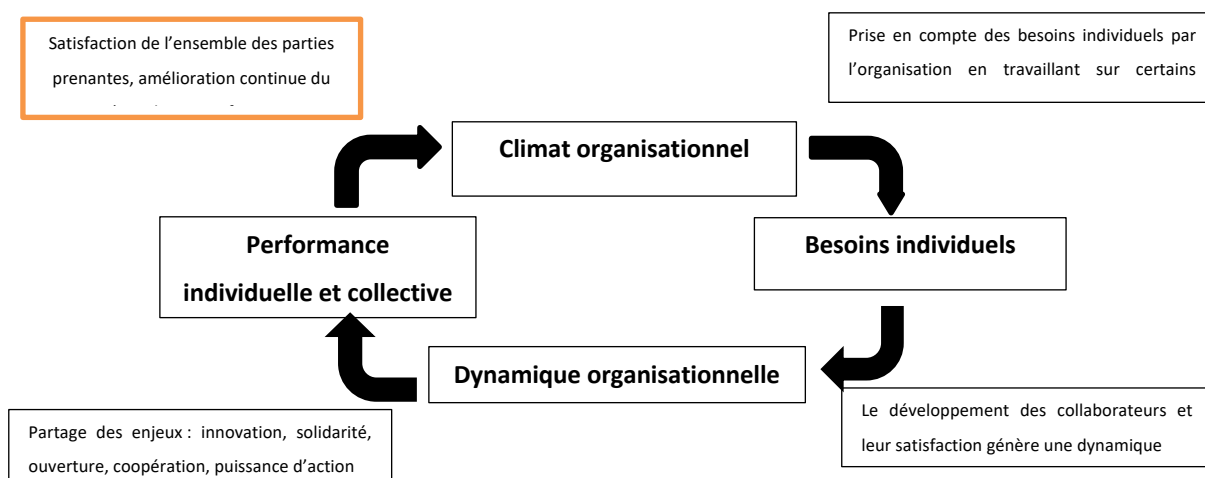 Satisfaction de l’ensemble des parties
prenantes, amélioration continue du
Prise en compte des besoins individuels par
l’organisation en travaillant sur certains
Climat organisationnel
Performance
individuelle et collective
Besoins individuels
Dynamique organisationnelle
Partage des enjeux : innovation, solidarité,
ouverture, coopération, puissance d’action
Le développement des collaborateurs et
leur satisfaction génère une dynamique